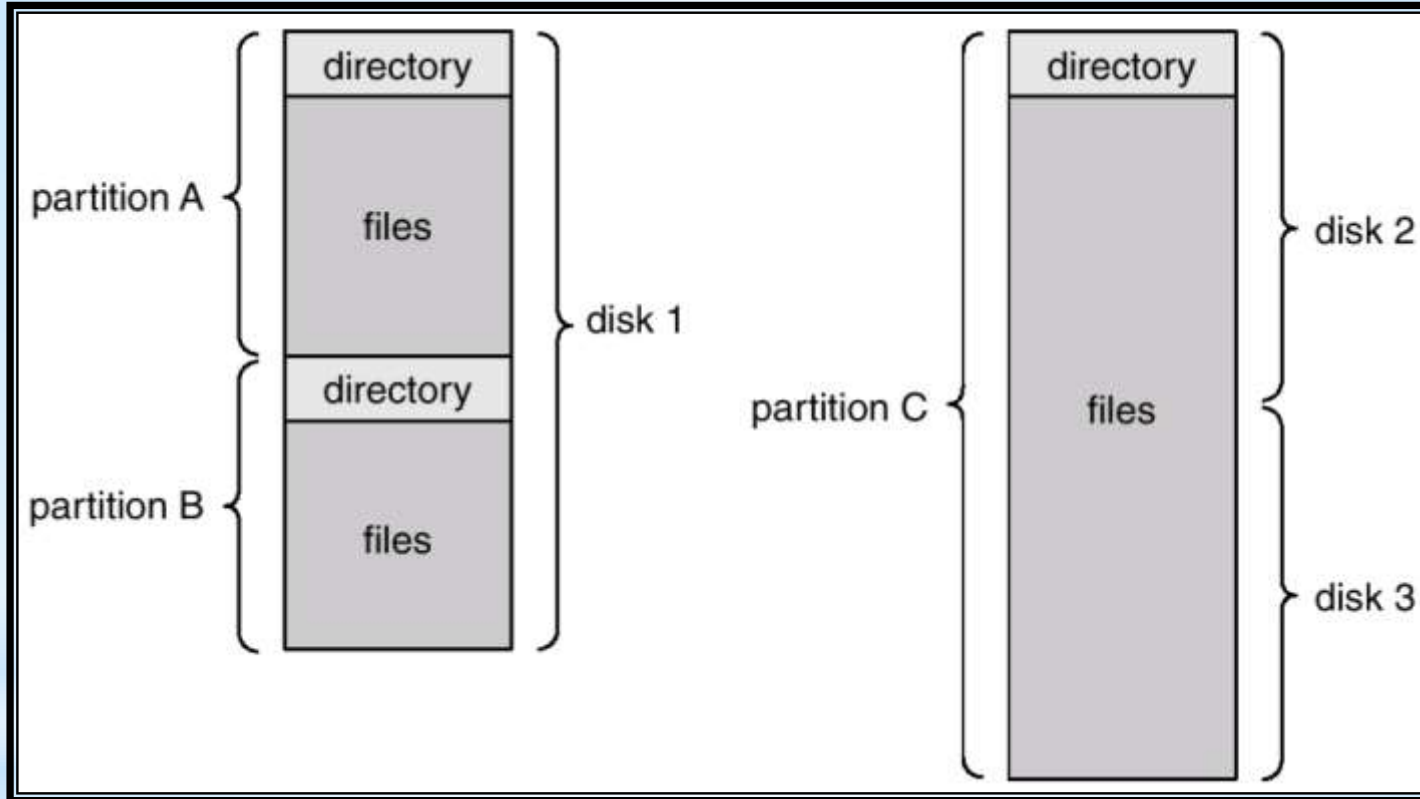 directory
partition A
files
disk 1
directory
partition B
files
directory
disk 2
partition C
files
disk 3